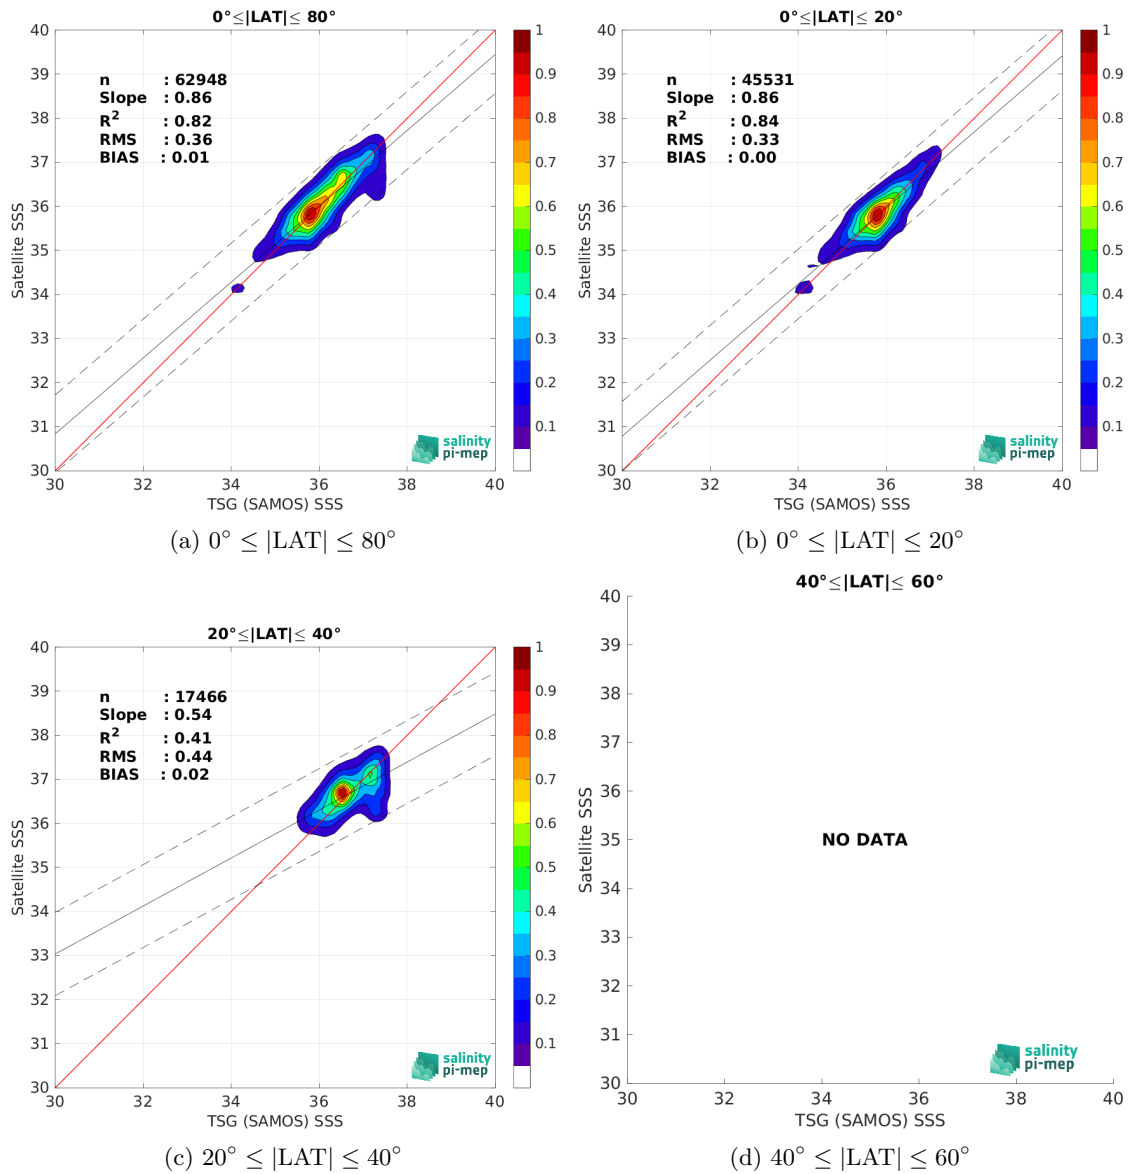 0°≤|LAT|≤ 80°
40
39
38
37
36
35
34
33
32
31
30
Satellite SSS
n : 62948
Slope : 0.86
R² : 0.82
RMS : 0.36
BIAS : 0.01
salinity
pi-mep
30 32 34 36 38 40
TSG (SAMOS) SSS
1
0.9
0.8
0.7
0.6
0.5
0.4
0.3
0.2
0.1
(a) 0° ≤ |LAT| ≤ 80°
0°≤|LAT|≤ 20°
40
39
38
37
36
35
34
33
32
31
30
Satellite SSS
n : 45531
Slope : 0.86
R² : 0.84
RMS : 0.33
BIAS : 0.00
salinity
pi-mep
30 32 34 36 38 40
TSG (SAMOS) SSS
1
0.9
0.8
0.7
0.6
0.5
0.4
0.3
0.2
0.1
(b) 0° ≤ |LAT| ≤ 20°
20°≤|LAT|≤ 40°
40
39
38
37
36
35
34
33
32
31
30
Satellite SSS
n : 17466
Slope : 0.54
R² : 0.41
RMS : 0.44
BIAS : 0.02
salinity
pi-mep
30 32 34 36 38 40
TSG (SAMOS) SSS
1
0.9
0.8
0.7
0.6
0.5
0.4
0.3
0.2
0.1
(c) 20° ≤ |LAT| ≤ 40°
40°≤|LAT|≤ 60°
40
39
38
37
36
35
34
33
32
31
30
Satellite SSS
NO DATA
salinity
pi-mep
30 32 34 36 38 40
TSG (SAMOS) SSS
(d) 40° ≤ |LAT| ≤ 60°